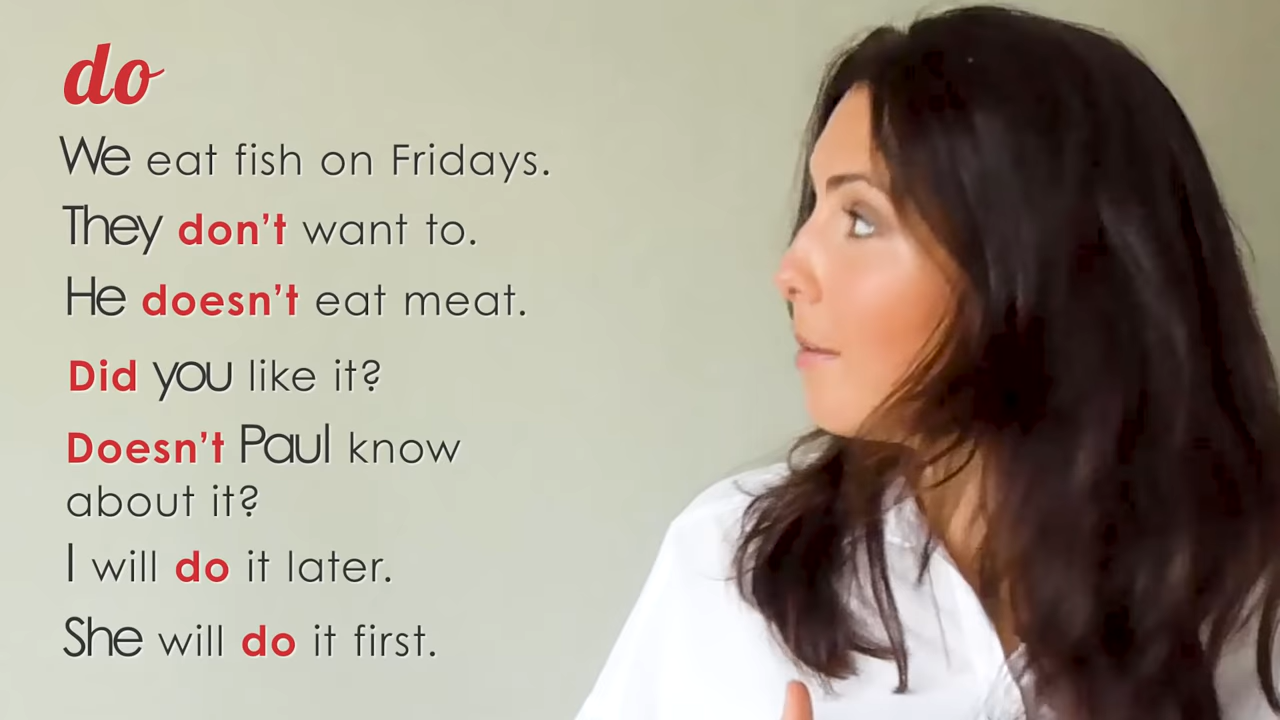 do
We eat fish on Fridays.
They don't want to.
He doesn't eat meat.
Did you like it?
Doesn't Paul know
about it?
I will do it later.
She will do it first.